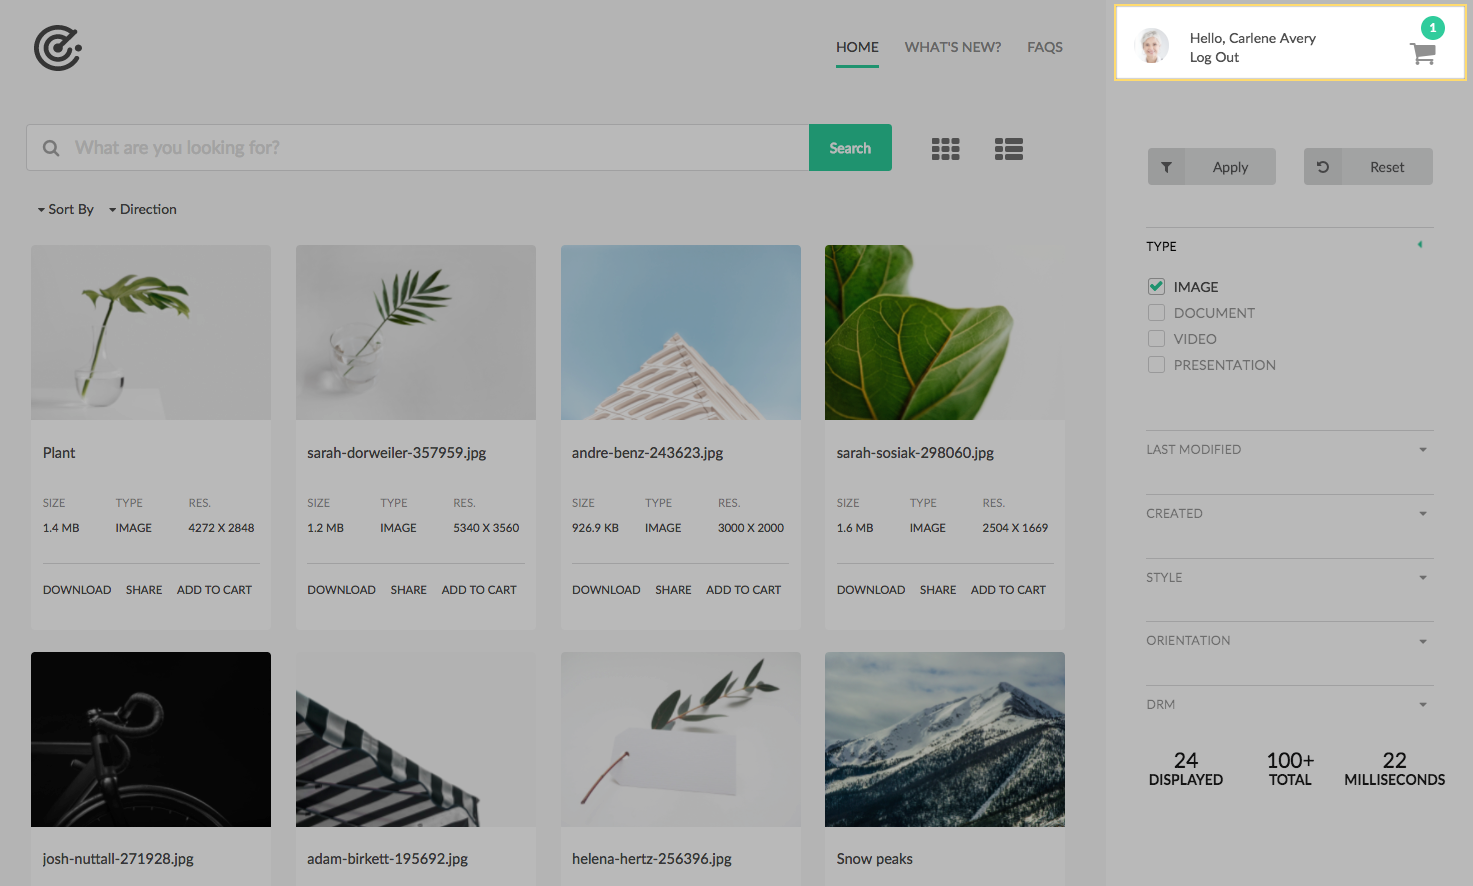 HOME WHAT'S NEW? FAQS
Hello, Carlene Avery
Log Out
1
What are you looking for?
Search
Apply
Reset
Sort By Direction
TYPE
IMAGE
DOCUMENT
VIDEO
PRESENTATION
LAST MODIFIED
CREATED
STYLE
ORIENTATION
DRM
24 DISPLAYED
100+ TOTAL
22 MILLISECONDS
Plant
SIZE TYPE RES.
1.4 MB IMAGE 4272 X 2848
DOWNLOAD SHARE ADD TO CART
sarah-dorweiler-357959.jpg
SIZE TYPE RES.
1.2 MB IMAGE 5340 X 3560
DOWNLOAD SHARE ADD TO CART
andre-benz-243623.jpg
SIZE TYPE RES.
926.9 KB IMAGE 3000 X 2000
DOWNLOAD SHARE ADD TO CART
sarah-sosiak-298060.jpg
SIZE TYPE RES.
1.6 MB IMAGE 2504 X 1669
DOWNLOAD SHARE ADD TO CART
josh-nuttall-271928.jpg
adam-birkett-195692.jpg
helena-hertz-256396.jpg
Snow peaks